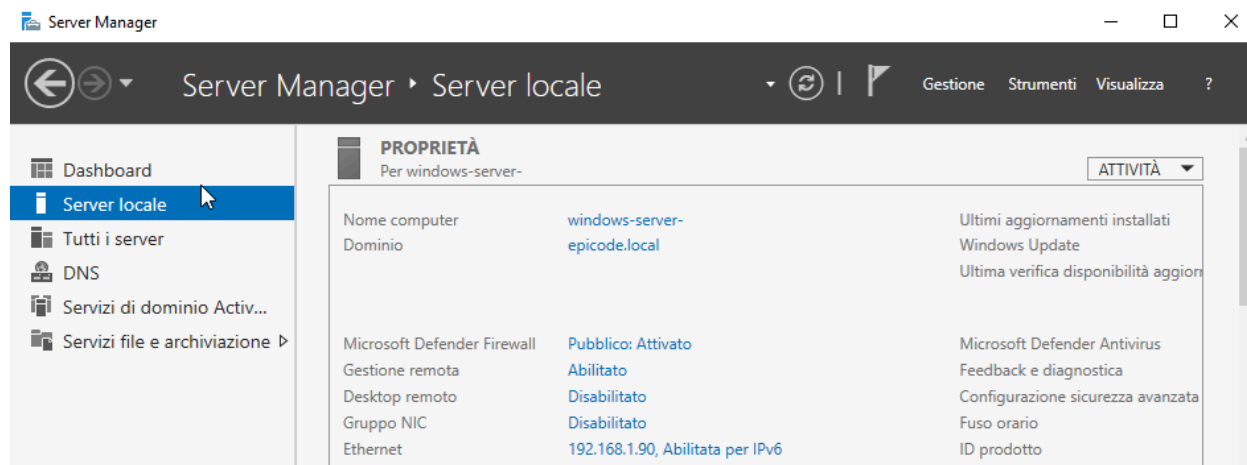 Server Manager
Server Manager ‣ Server locale
Gestione Strumenti Visualizza ?
Dashboard
Server locale
Tutti i server
DNS
Servizi di dominio Activ...
Servizi file e archiviazione
PROPRIETÀ
Per windows-server-
ATTIVITÀ
Nome computer windows-server- Ultimi aggiornamenti installati
Dominio epicode.local Windows Update
Ultima verifica disponibilità aggiorn
Microsoft Defender Firewall Pubblico: Attivato Microsoft Defender Antivirus
Gestione remota Abilitato Feedback e diagnostica
Desktop remoto Disabilitato Configurazione sicurezza avanzata
Gruppo NIC Disabilitato Fuso orario
Ethernet 192.168.1.90, Abilitata per IPv6 ID prodotto